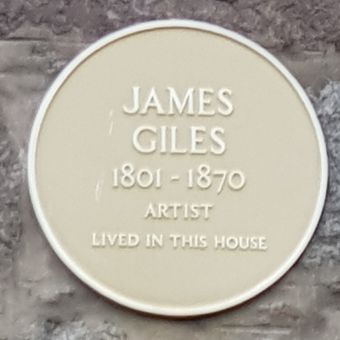 JAMES
GILES
1801 - 1870
ARTIST
LIVED IN THIS HOUSE